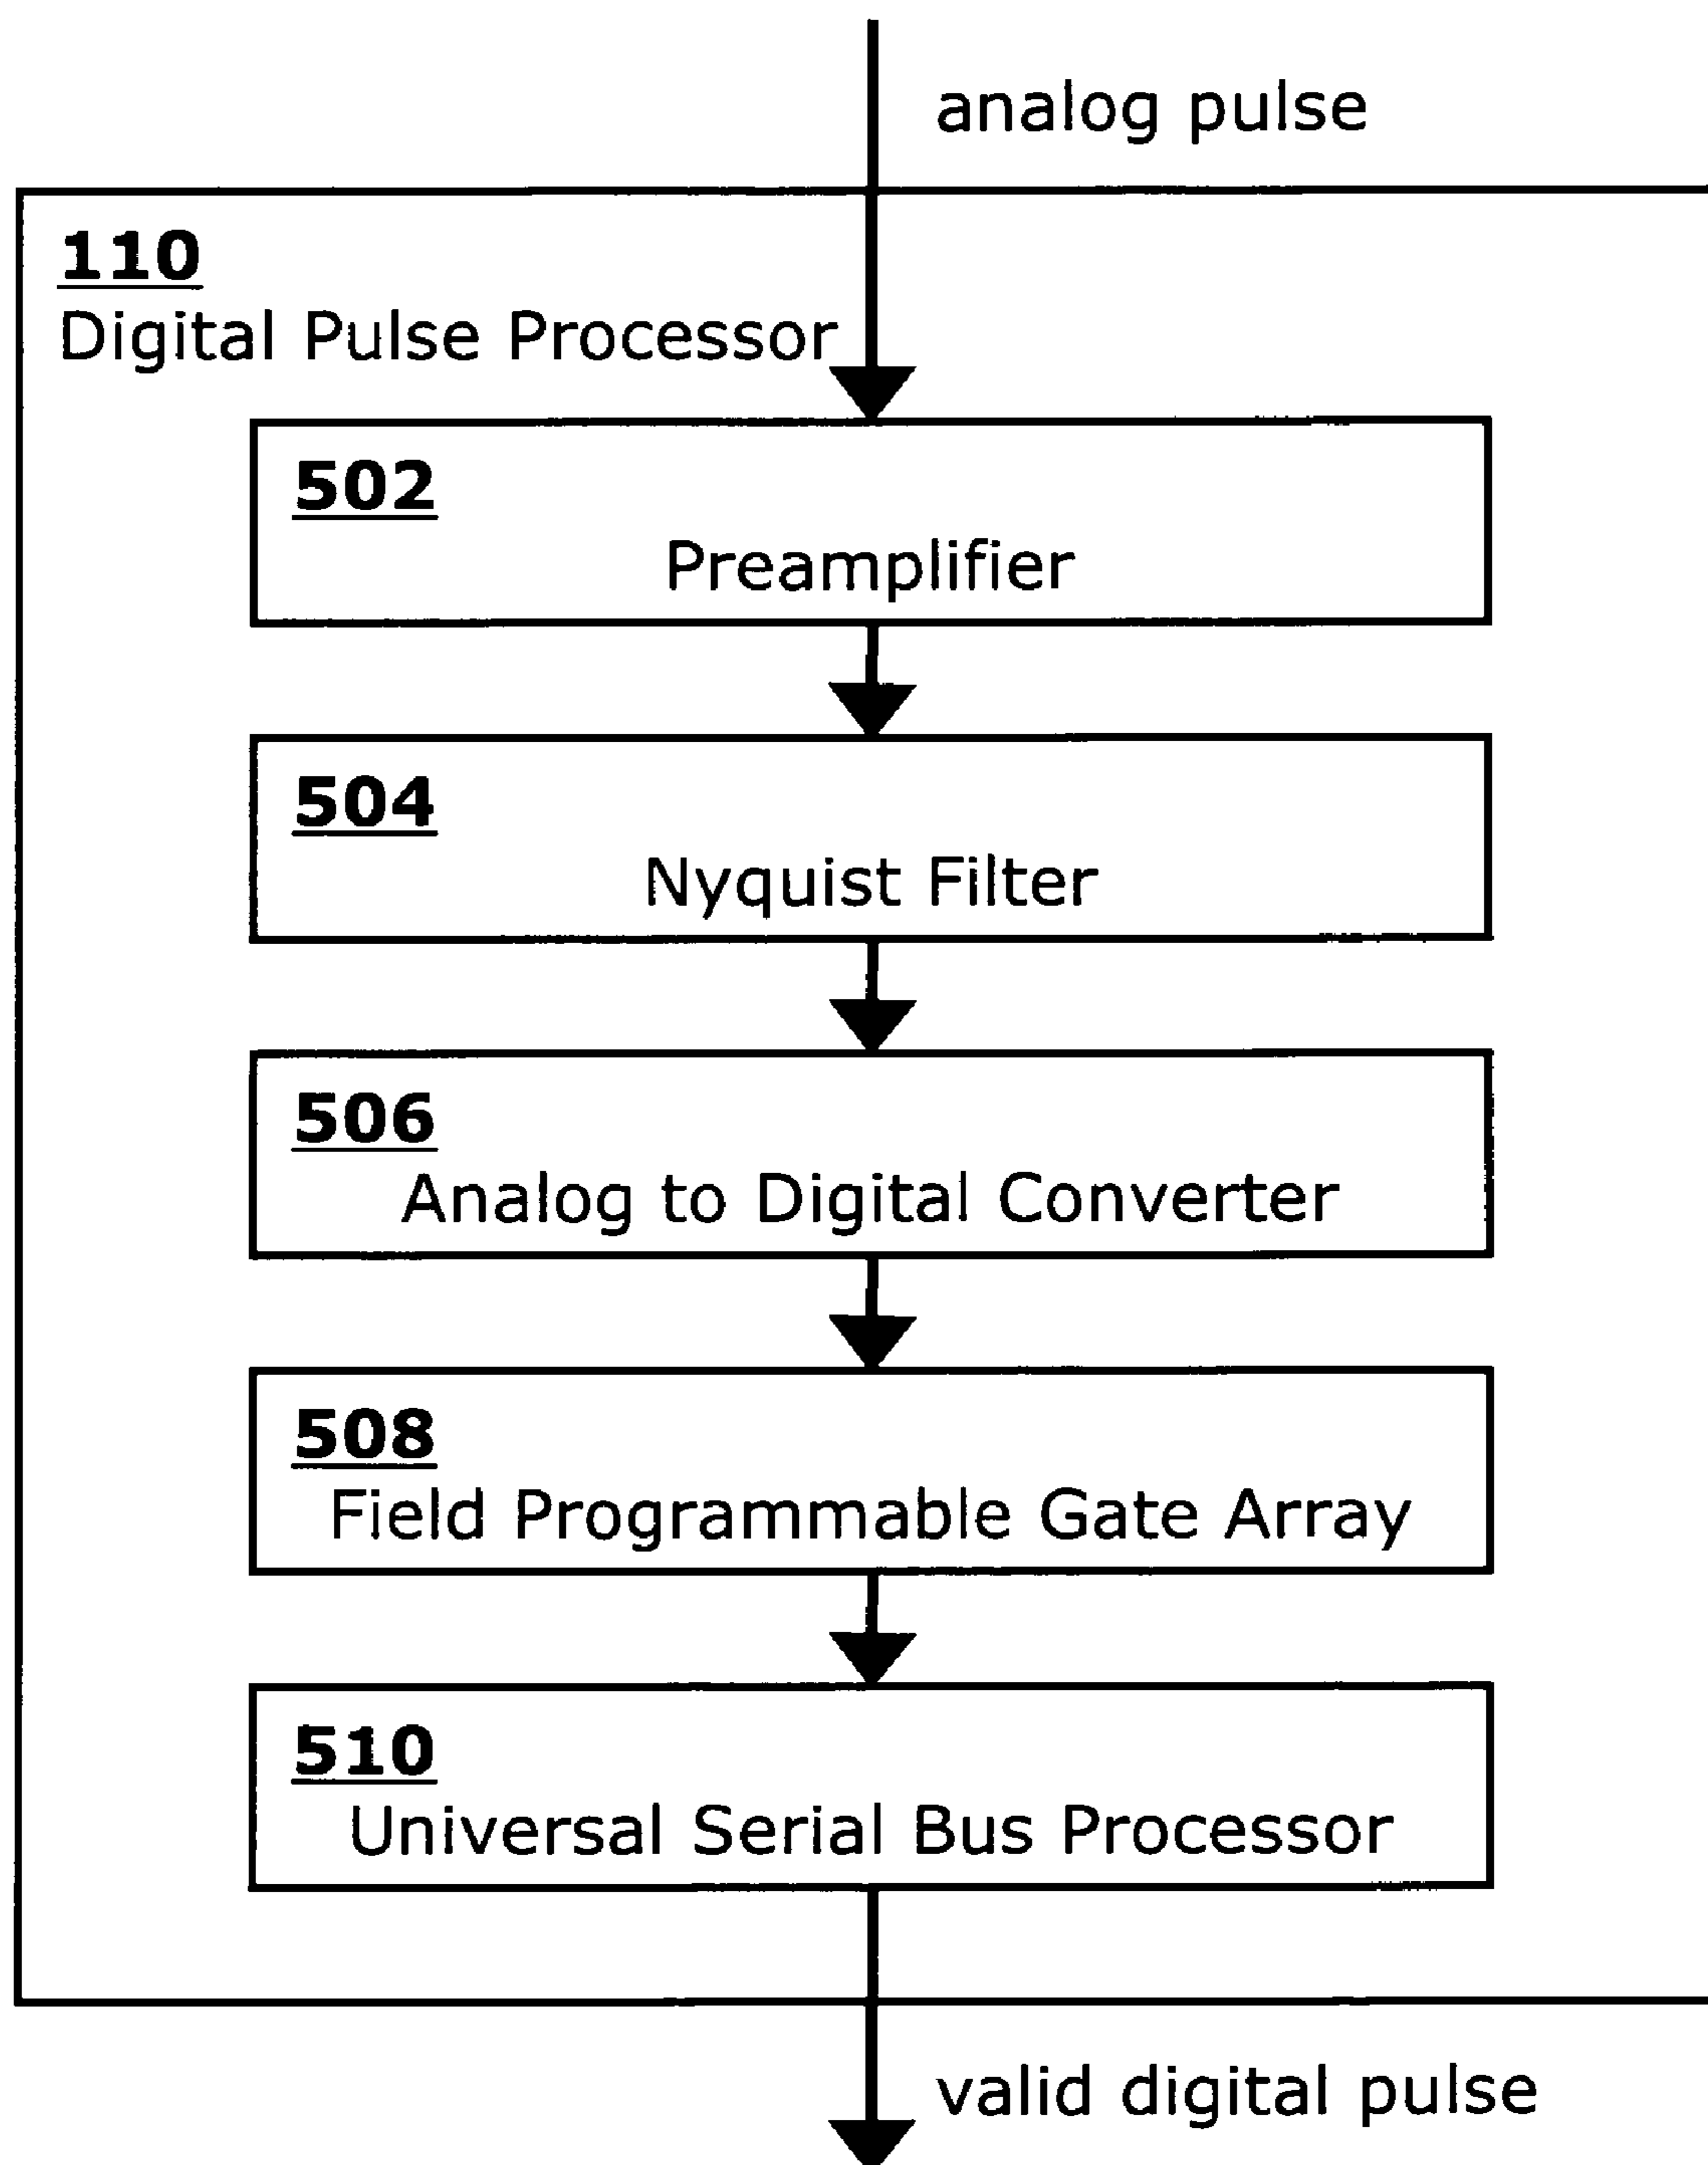 analog pulse
110
Digital Pulse Processor
502
Preamplifier
504
Nyquist Filter
506
Analog to Digital Converter
508
Field Programmable Gate Array
510
Universal Serial Bus Processor
valid digital pulse